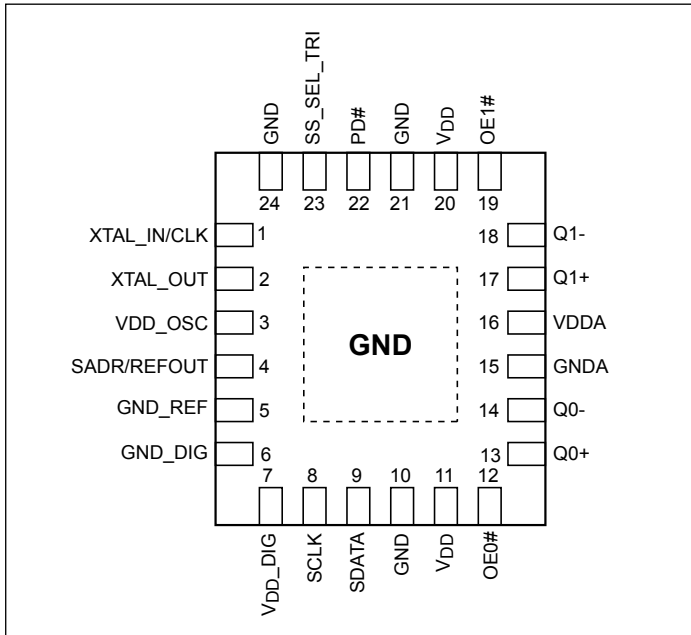 GND
SS_SEL_TRI
PD#
GND
VDD
OE1#
24
23
22
21
20
19
XTAL_IN/CLK
1
18
Q1-
XTAL_OUT
2
17
Q1+
VDD_OSC
3
16
VDDA
GND
SADR/REFOUT
4
15
GNDA
GND_REF
5
14
Q0-
GND_DIG
6
13
Q0+
7
8
9
10
11
12
VDD_DIG
SCLK
SDATA
GND
VDD
OE0#